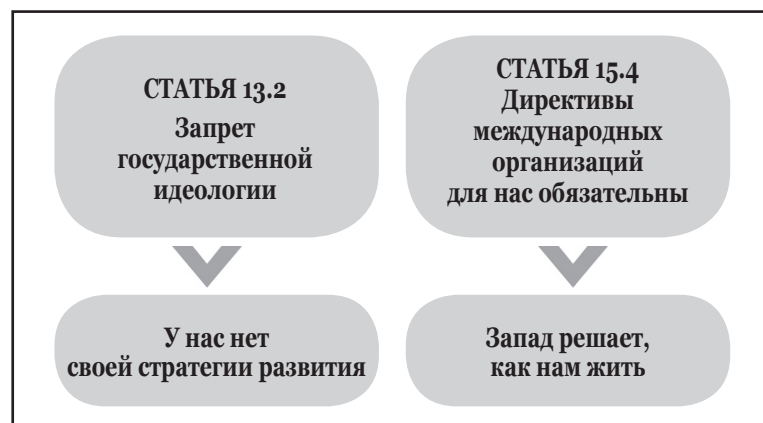 СТАТЬЯ 13.2
Запрет
государственной
идеологии
СТАТЬЯ 15.4
Директивы
международных
организаций
для нас обязательны
У нас нет
своей стратегии развития
Запад решает,
как нам жить